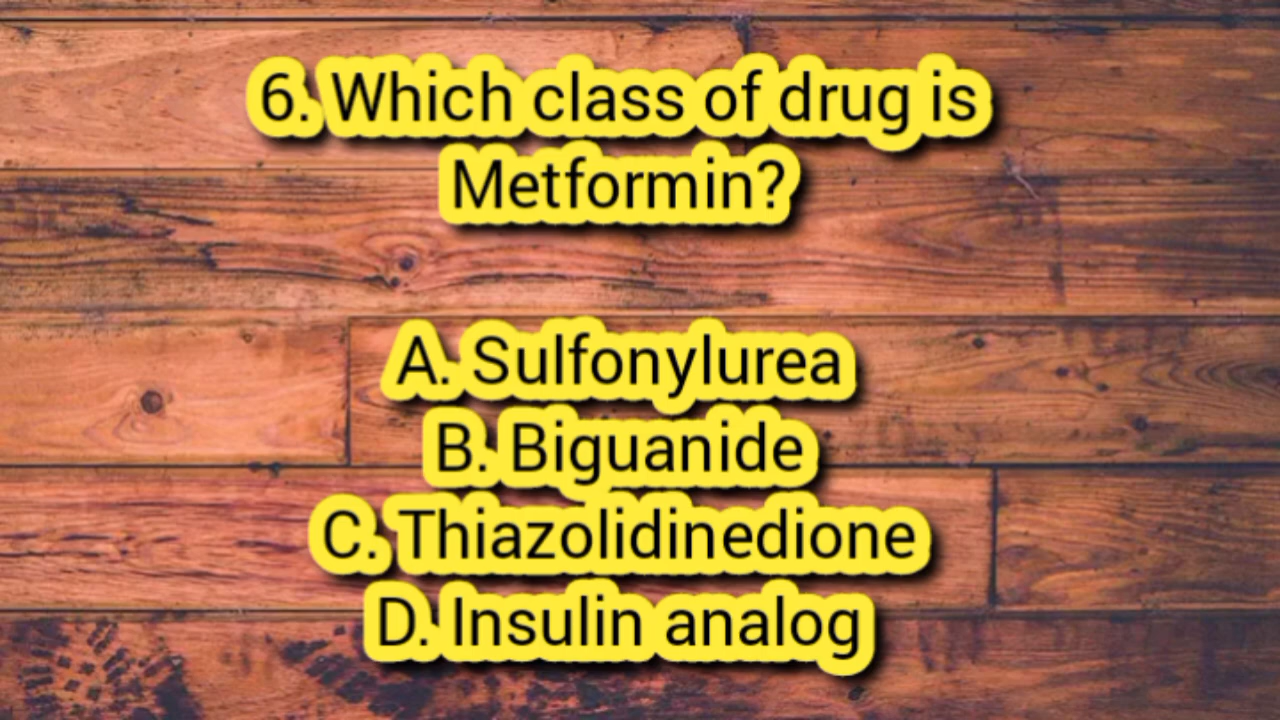 6. Which class of drug is
Metformin?
A. Sulfonylurea
B. Biguanide
C. Thiazolidinedione
D. Insulin analog